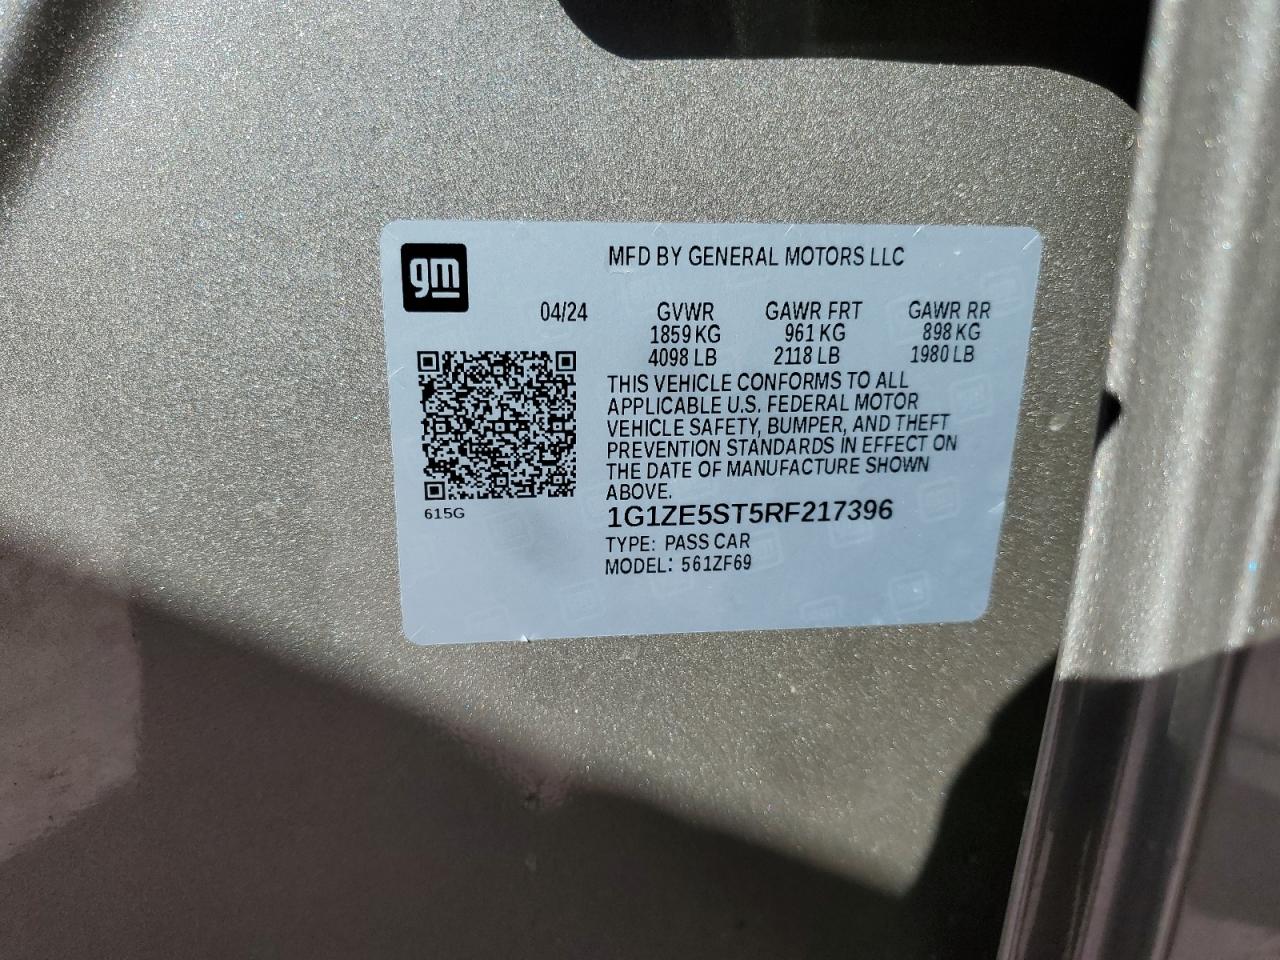 gm
MFD BY GENERAL MOTORS LLC
04/24 GVWR GAWR FRT GAWR RR
1859 KG 961 KG 898 KG
4098 LB 2118 LB 1980 LB
THIS VEHICLE CONFORMS TO ALL
APPLICABLE U.S. FEDERAL MOTOR
VEHICLE SAFETY, BUMPER, AND THEFT
PREVENTION STANDARDS IN EFFECT ON
THE DATE OF MANUFACTURE SHOWN
ABOVE.
615G
1G1ZE5ST5RF217396
TYPE: PASS CAR
MODEL: 561ZF69